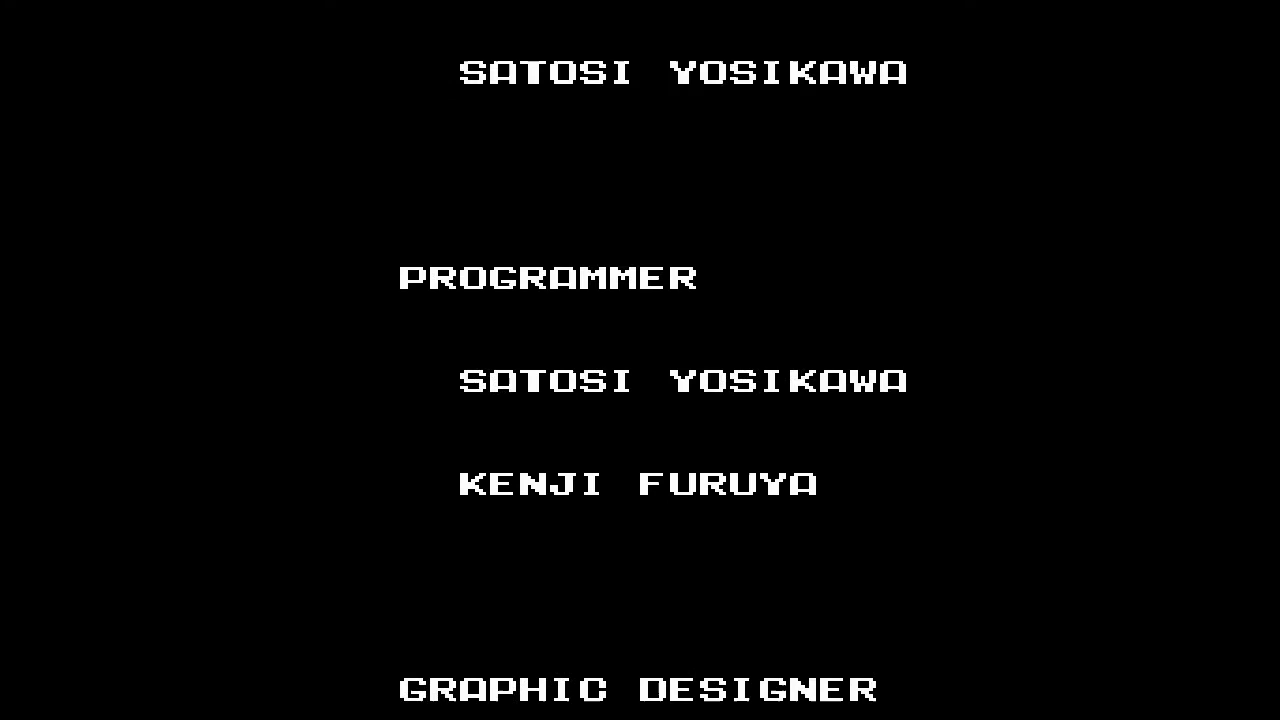 SATOSI YOSIKAWA
PROGRAMMER
SATOSI YOSIKAWA
KENJI FURUYA
GRAPHIC DESIGNER